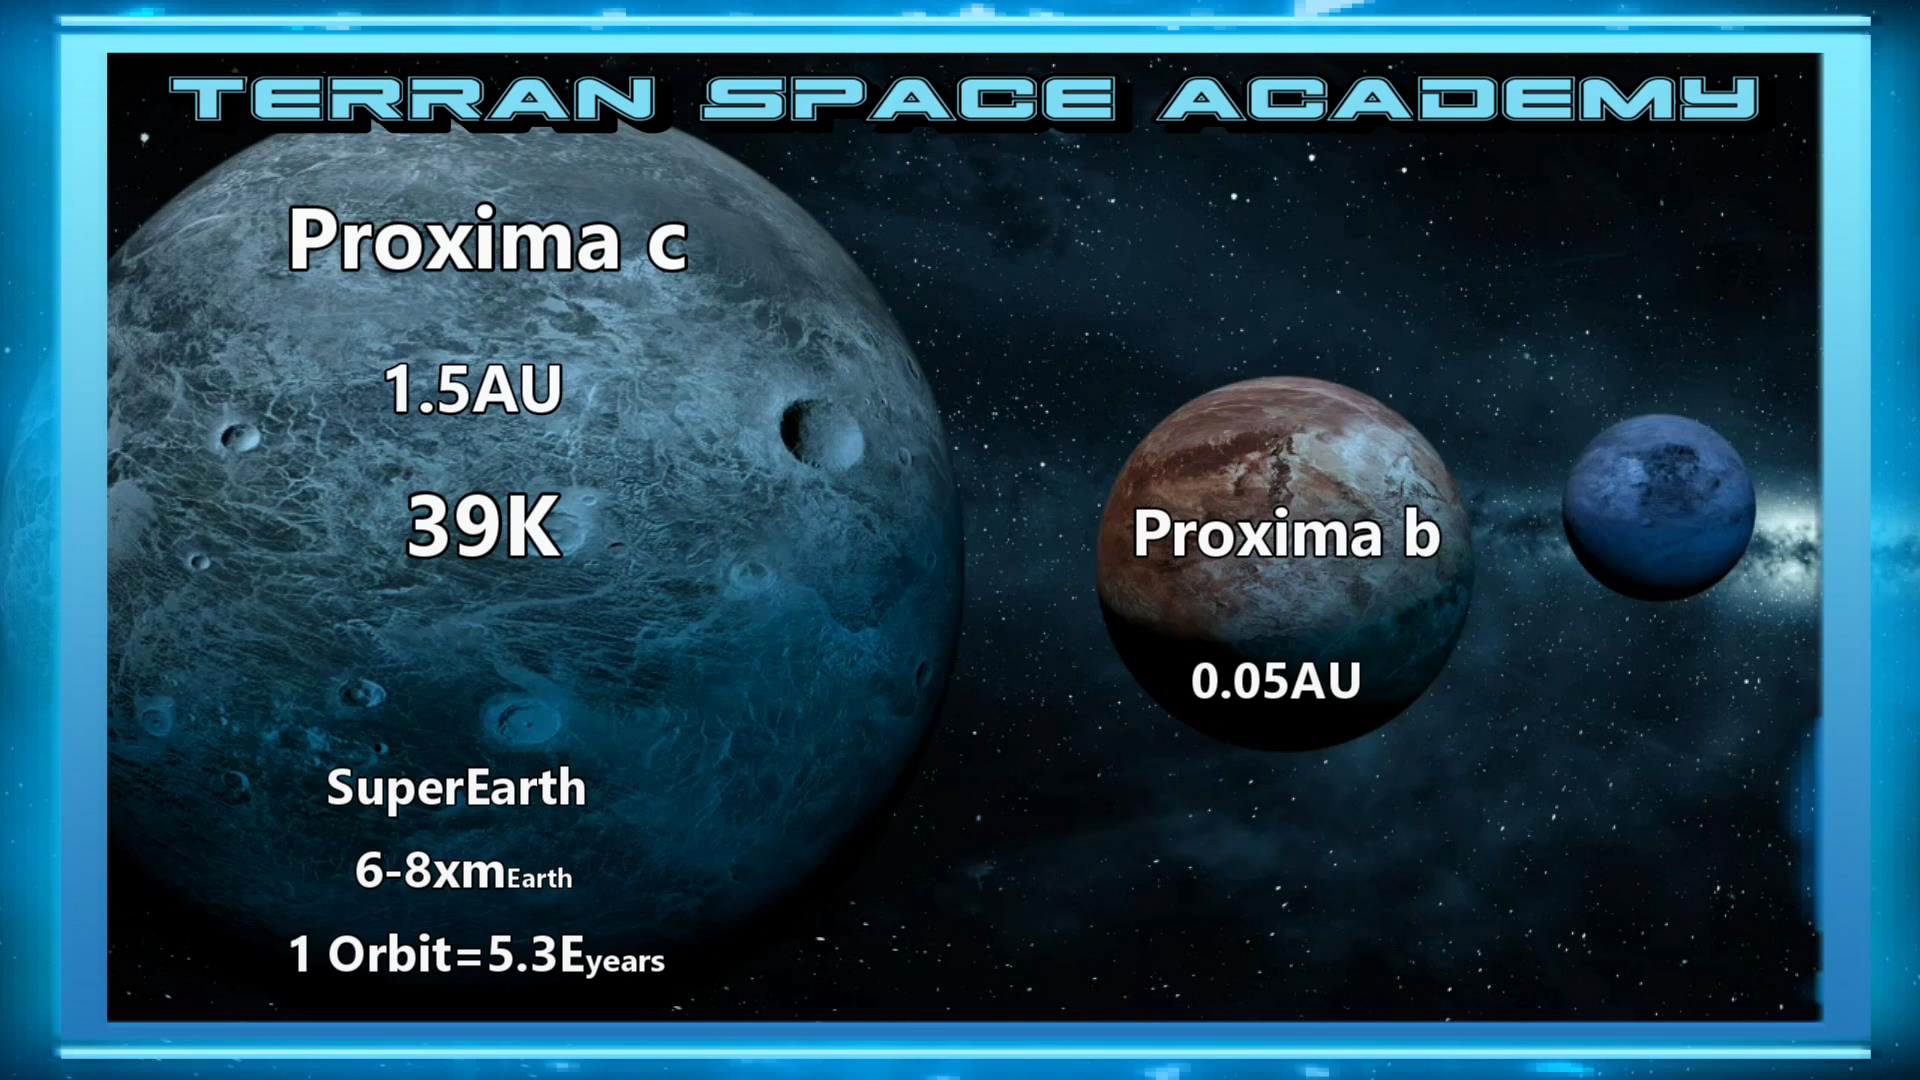 TERRAN SPACE ACADEMY
Proxima c
1.5AU
39K
SuperEarth
6-8xmEarth
1 Orbit=5.3Eyears
Proxima b
0.05AU